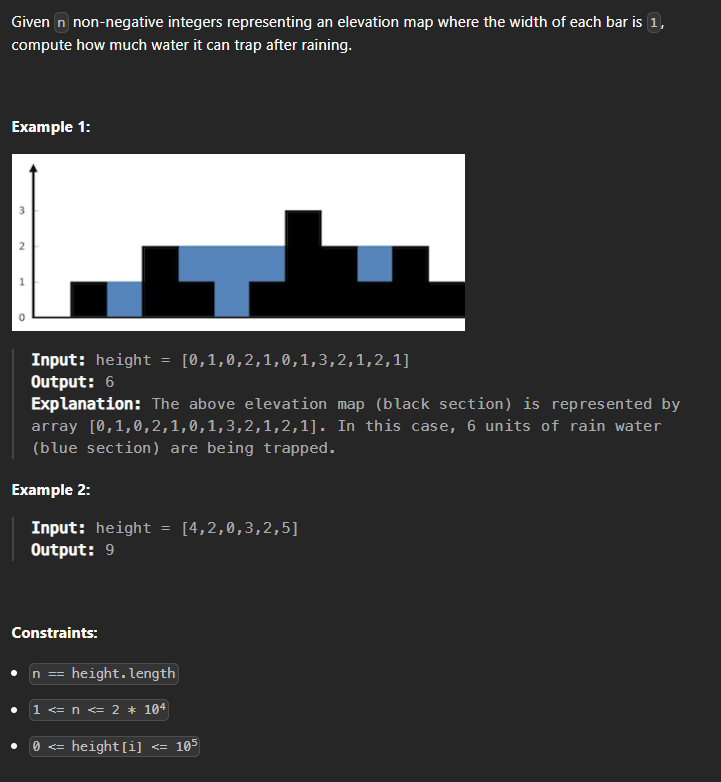 Given n non-negative integers representing an elevation map where the width of each bar is 1,
compute how much water it can trap after raining.
Example 1:
3
2
1
0
Input: height = [0,1,0,2,1,0,1,3,2,1,2,1]
Output: 6
Explanation: The above elevation map (black section) is represented by
array [0,1,0,2,1,0,1,3,2,1,2,1]. In this case, 6 units of rain water
(blue section) are being trapped.
Example 2:
Input: height = [4,2,0,3,2,5]
Output: 9
Constraints:
• n == height.length
• 1 <= n <= 2 * 10⁴
• 0 <= height[i] <= 10⁵